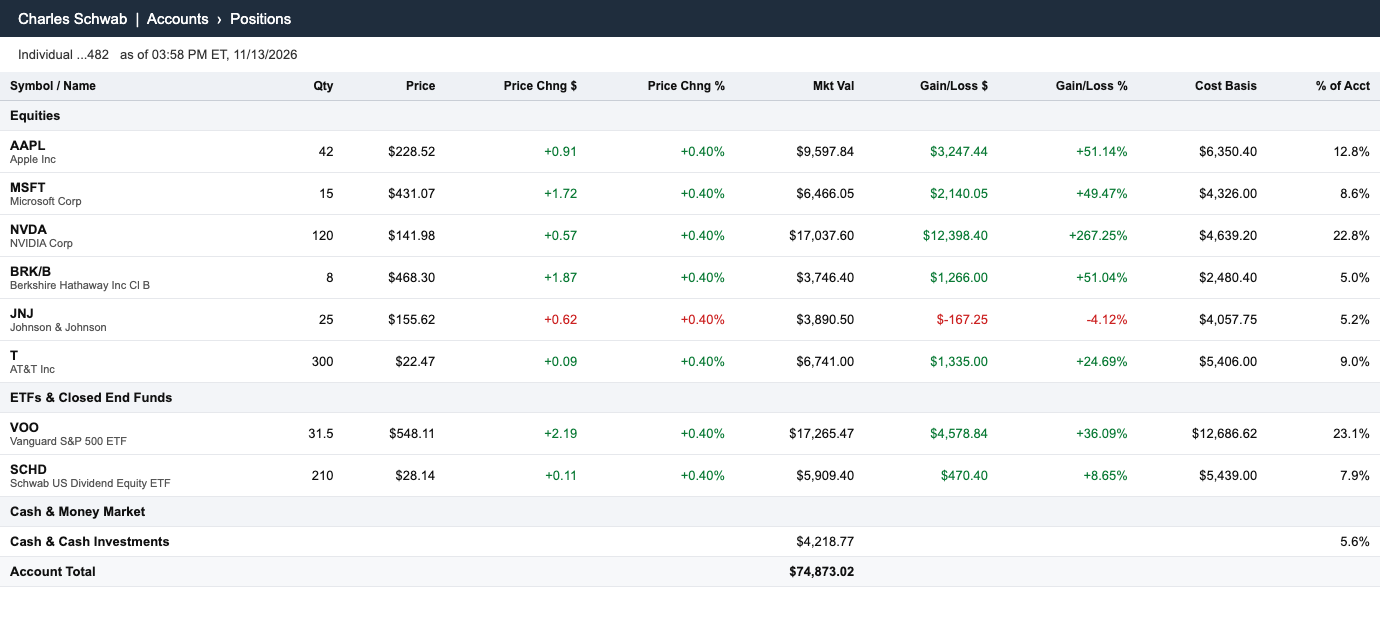 Charles Schwab | Accounts › Positions
Individual ...482 as of 03:58 PM ET, 11/13/2026
Symbol / Name Qty Price Price Chng $ Price Chng % Mkt Val Gain/Loss $ Gain/Loss % Cost Basis % of Acct
Equities
AAPL
Apple Inc
42 $228.52 +0.91 +0.40% $9,597.84 $3,247.44 +51.14% $6,350.40 12.8%
MSFT
Microsoft Corp
15 $431.07 +1.72 +0.40% $6,466.05 $2,140.05 +49.47% $4,326.00 8.6%
NVDA
NVIDIA Corp
120 $141.98 +0.57 +0.40% $17,037.60 $12,398.40 +267.25% $4,639.20 22.8%
BRK/B
Berkshire Hathaway Inc Cl B
8 $468.30 +1.87 +0.40% $3,746.40 $1,266.00 +51.04% $2,480.40 5.0%
JNJ
Johnson & Johnson
25 $155.62 +0.62 +0.40% $3,890.50 $-167.25 -4.12% $4,057.75 5.2%
T
AT&T Inc
300 $22.47 +0.09 +0.40% $6,741.00 $1,335.00 +24.69% $5,406.00 9.0%
ETFs & Closed End Funds
VOO
Vanguard S&P 500 ETF
31.5 $548.11 +2.19 +0.40% $17,265.47 $4,578.84 +36.09% $12,686.62 23.1%
SCHD
Schwab US Dividend Equity ETF
210 $28.14 +0.11 +0.40% $5,909.40 $470.40 +8.65% $5,439.00 7.9%
Cash & Money Market
Cash & Cash Investments $4,218.77 5.6%
Account Total $74,873.02